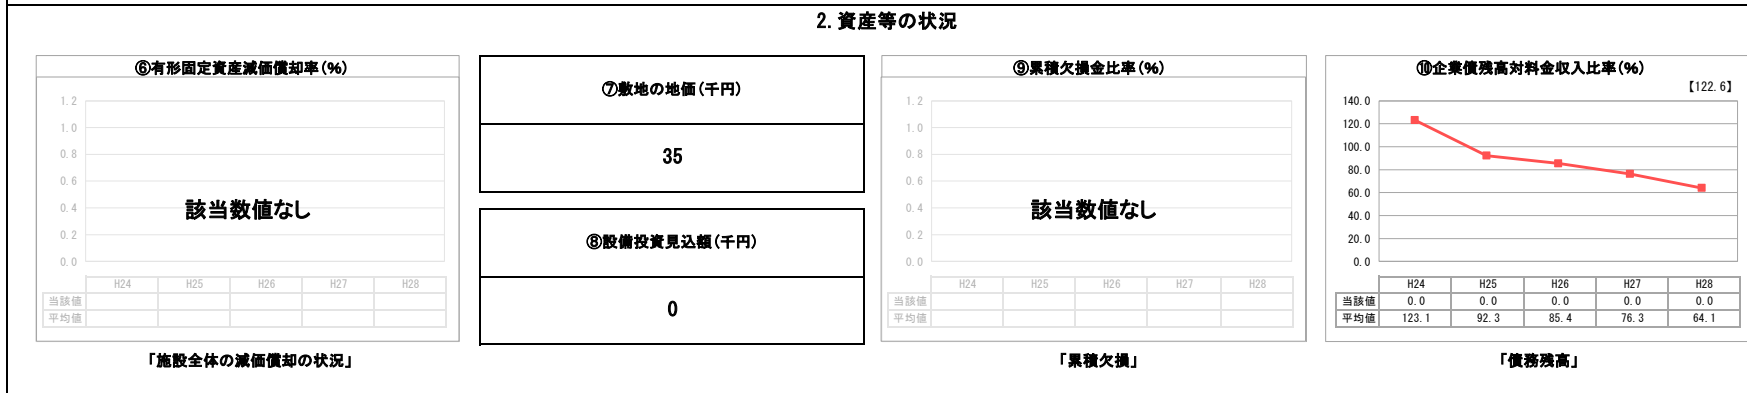 2.資産等の状況
⑥有形固定資産減価償却率(%)
1.2
1.0
0.8
0.6
0.4
0.2
0.0
該当数値なし
H24 H25 H26 H27 H28
当該値
平均値
「施設全体の減価償却の状況」
⑦敷地の地価(千円)
35
⑧設備投資見込額(千円)
0
⑨累積欠損金比率(%)
1.2
1.0
0.8
0.6
0.4
0.2
0.0
該当数値なし
H24 H25 H26 H27 H28
当該値
平均値
「累積欠損」
⑩企業債残高対料金収入比率(%)
【122.6】
140.0
120.0
100.0
80.0
60.0
40.0
20.0
0.0
H24 H25 H26 H27 H28
当該値 0.0 0.0 0.0 0.0 0.0
平均値 123.1 92.3 85.4 76.3 64.1
「債務残高」